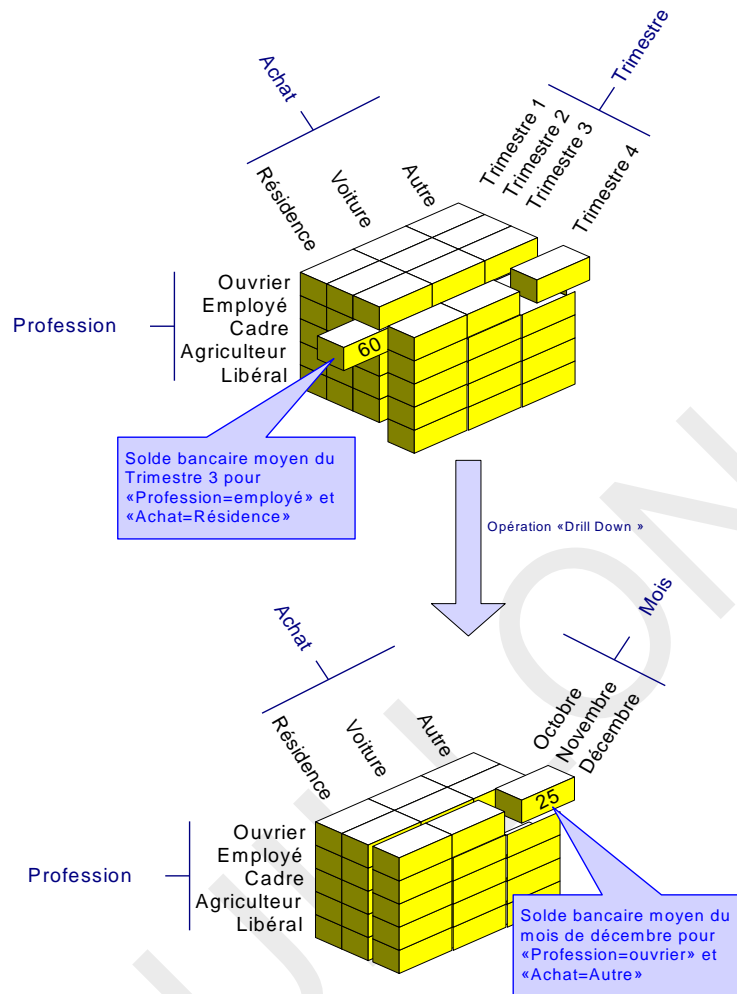 Achat
Trimestre
Résidence
Voiture
Autre
Trimestre 1
Trimestre 2
Trimestre 3
Trimestre 4
Profession
Ouvrier
Employé
Cadre
Agriculteur
Libéral
60
Solde bancaire moyen du
Trimestre 3 pour
«Profession=employé» et
«Achat=Résidence»
Opération «Drill Down »
Achat
Mois
Résidence
Voiture
Autre
Octobre
Novembre
Décembre
Profession
Ouvrier
Employé
Cadre
Agriculteur
Libéral
25
Solde bancaire moyen du
mois de décembre pour
«Profession=ouvrier» et
«Achat=Autre»